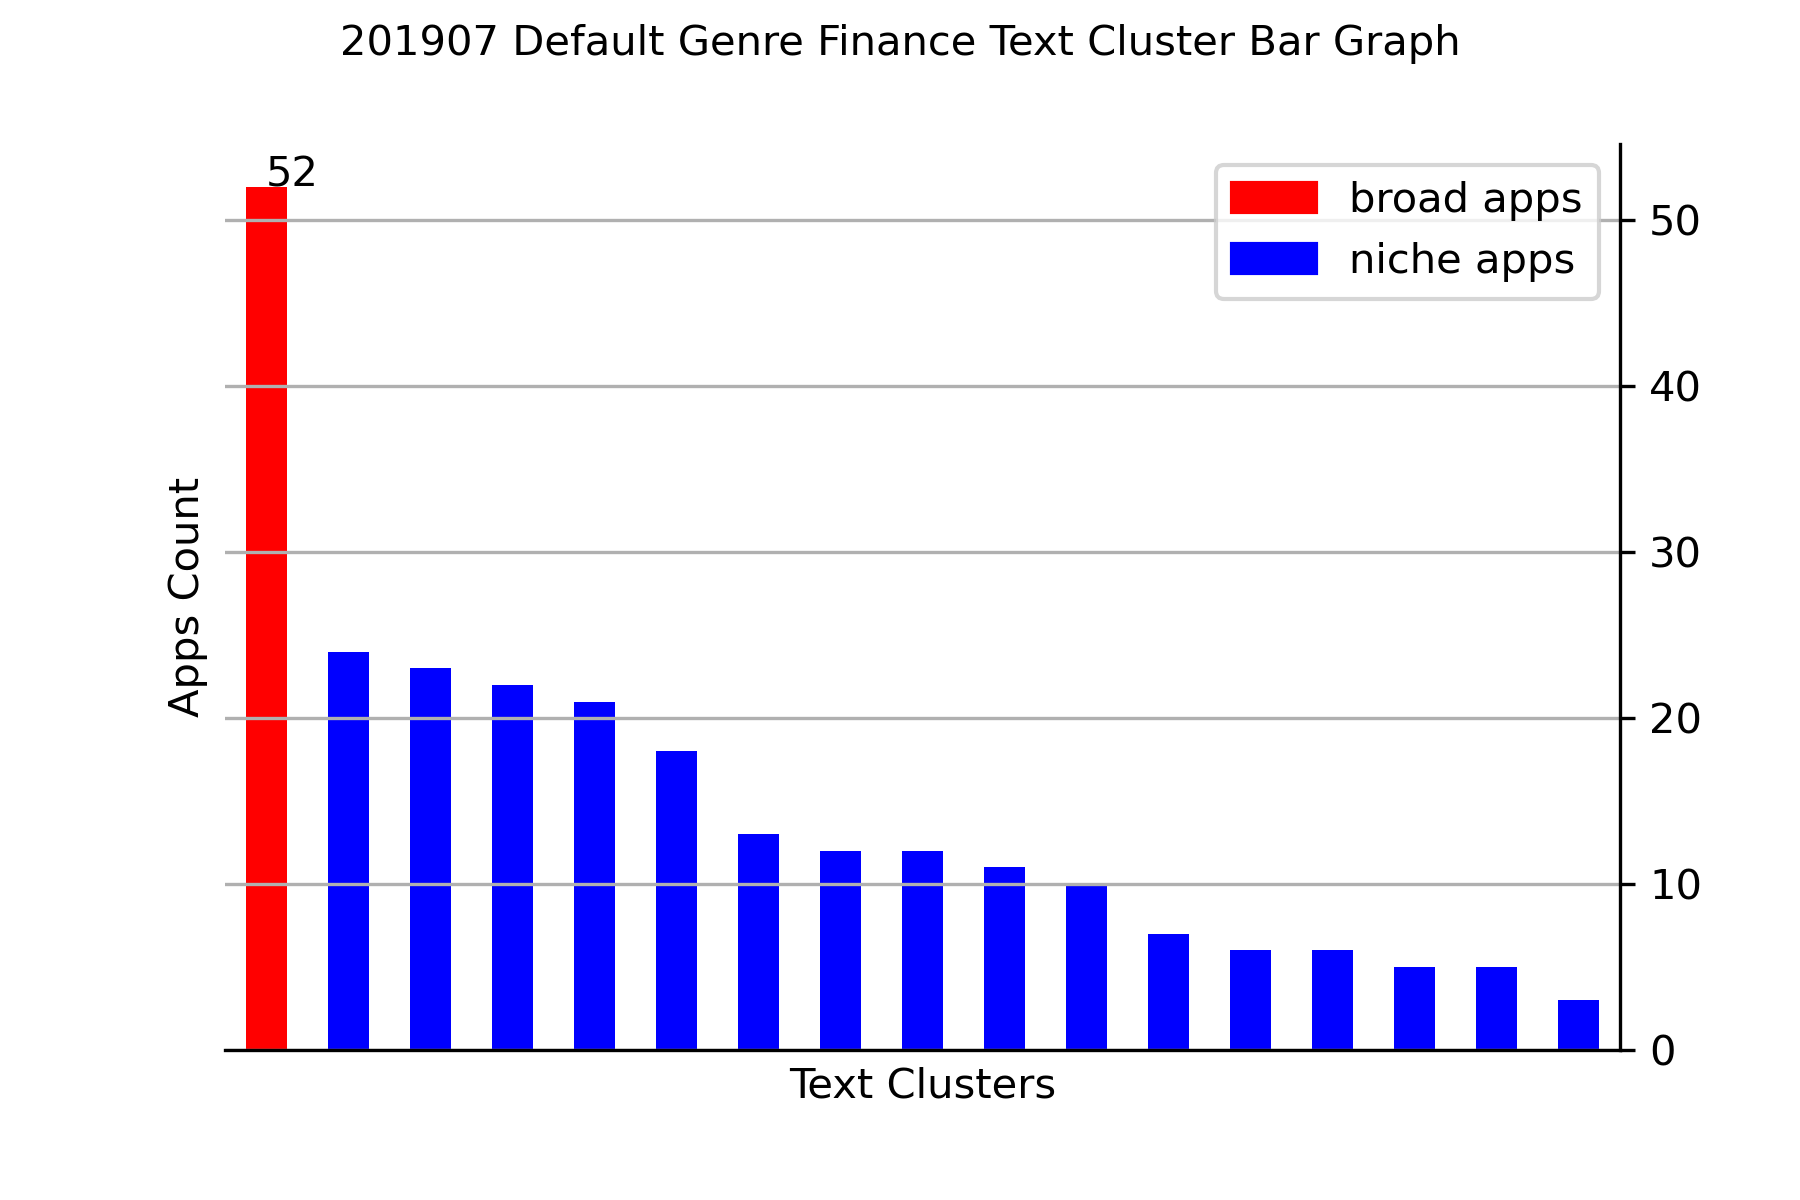 201907 Default Genre Finance Text Cluster Bar Graph
52
broad apps
niche apps
50
40
30
20
10
0
Apps Count
Text Clusters